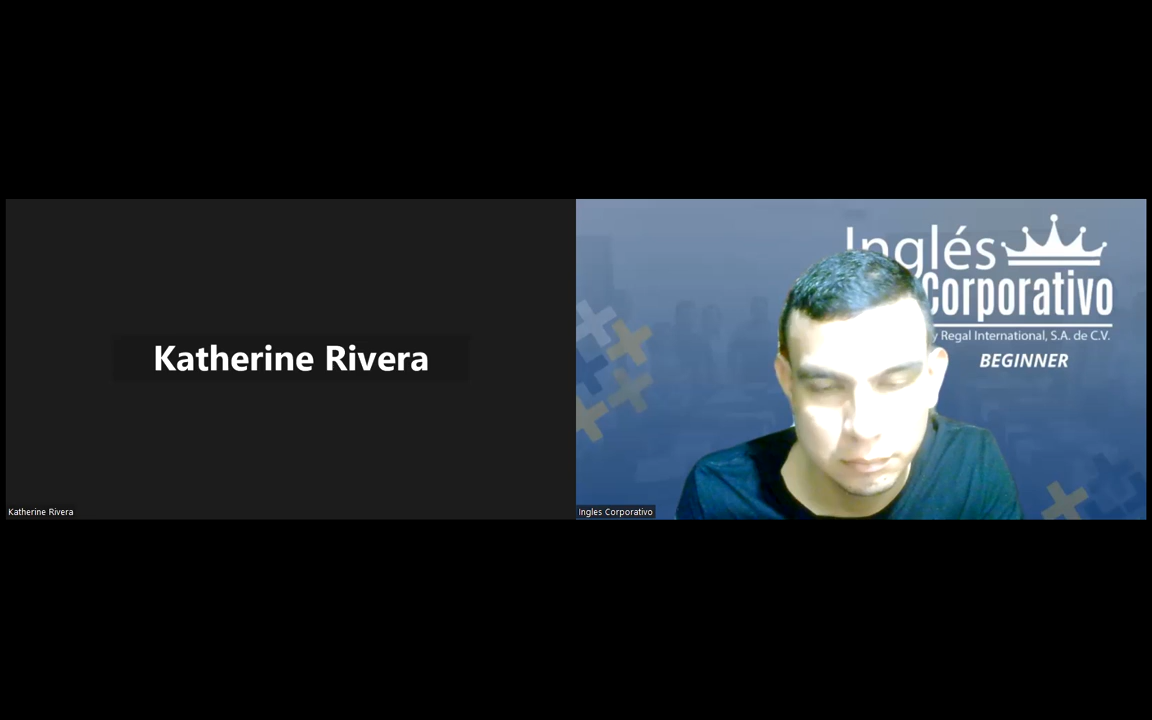 Katherine Rivera
Katherine Rivera
Inglés
Corporativo
y Regal International, S.A. de C.V.
BEGINNER
Ingles Corporativo